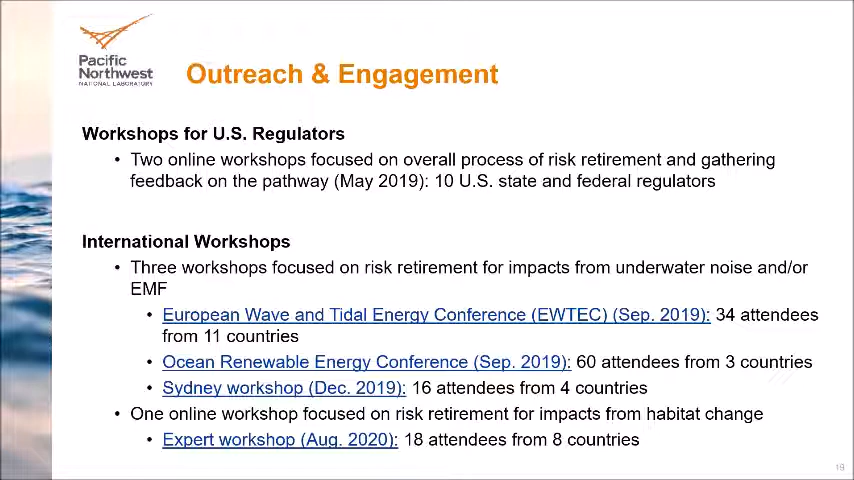 Pacific
Northwest
NATIONAL LABORATORY
Outreach & Engagement
Workshops for U.S. Regulators
• Two online workshops focused on overall process of risk retirement and gathering
feedback on the pathway (May 2019): 10 U.S. state and federal regulators
International Workshops
• Three workshops focused on risk retirement for impacts from underwater noise and/or
EMF
• European Wave and Tidal Energy Conference (EWTEC) (Sep. 2019): 34 attendees
from 11 countries
• Ocean Renewable Energy Conference (Sep. 2019): 60 attendees from 3 countries
• Sydney workshop (Dec. 2019): 16 attendees from 4 countries
• One online workshop focused on risk retirement for impacts from habitat change
• Expert workshop (Aug. 2020): 18 attendees from 8 countries
19